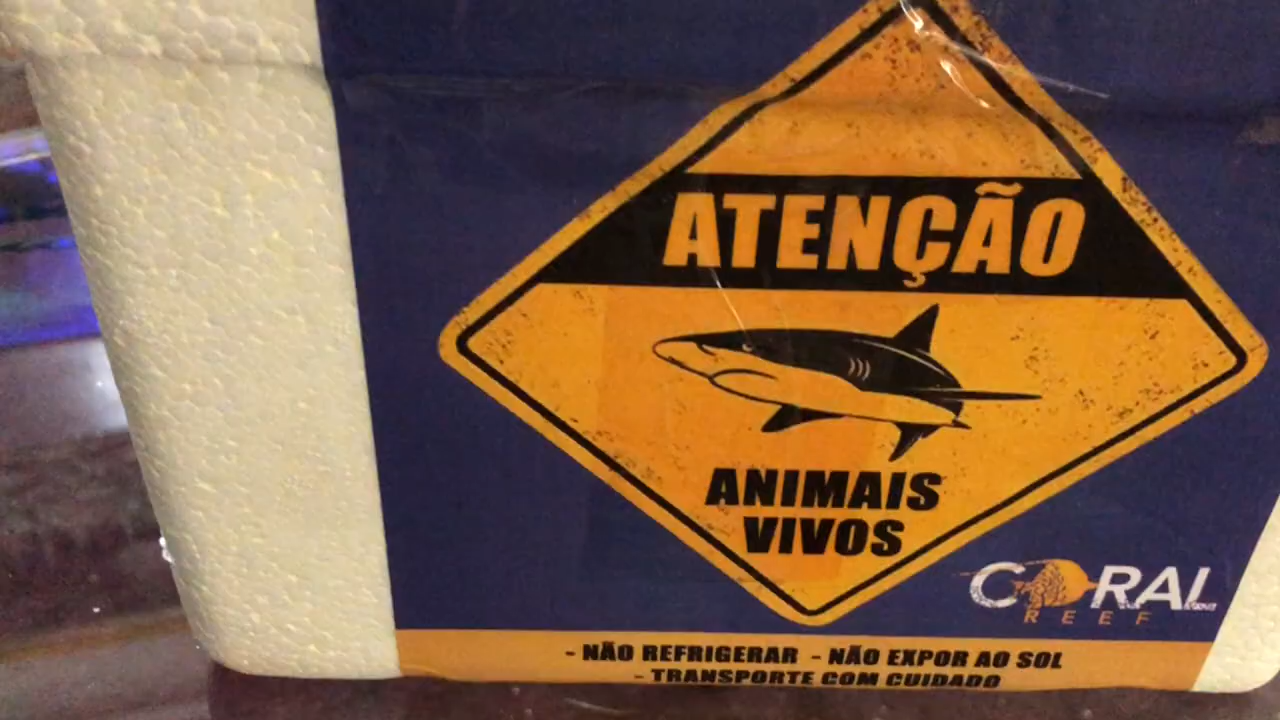 ATENÇÃO
ANIMAIS
VIVOS
CORAL
REEF
- NÃO REFRIGERAR - NÃO EXPOR AO SOL
- TRANSPORTE COM CUIDADO